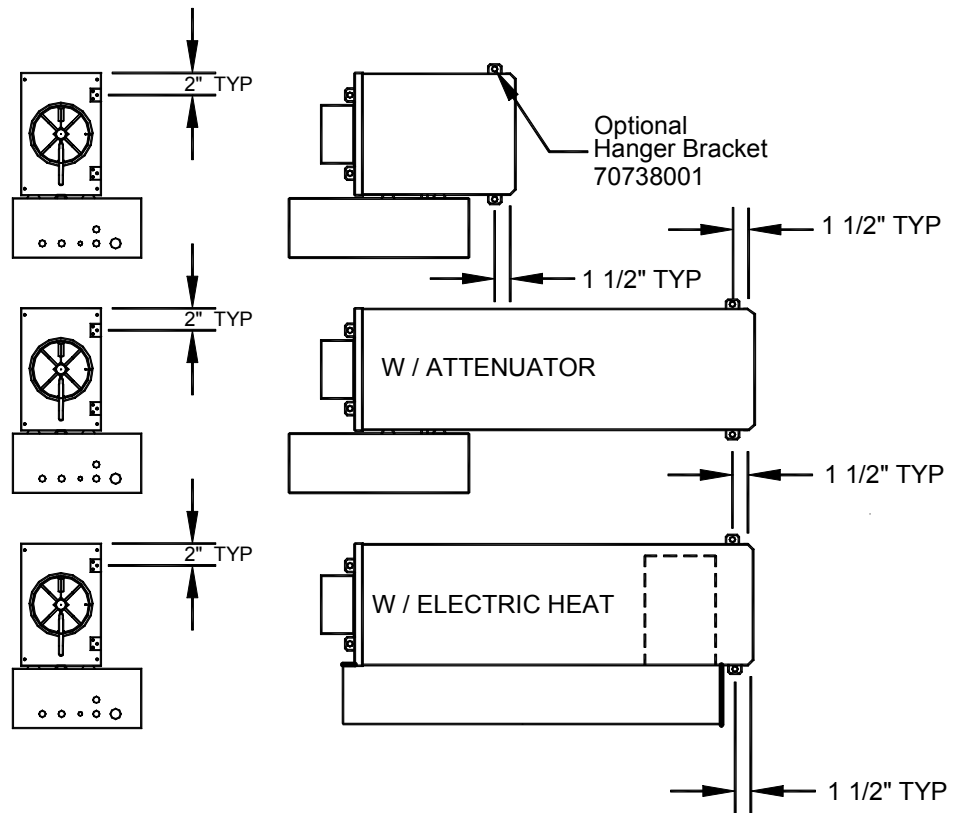 2" TYP
Optional
Hanger Bracket
70738001
1 1/2" TYP
1 1/2" TYP
2" TYP
W / ATTENUATOR
1 1/2" TYP
2" TYP
W / ELECTRIC HEAT
1 1/2" TYP